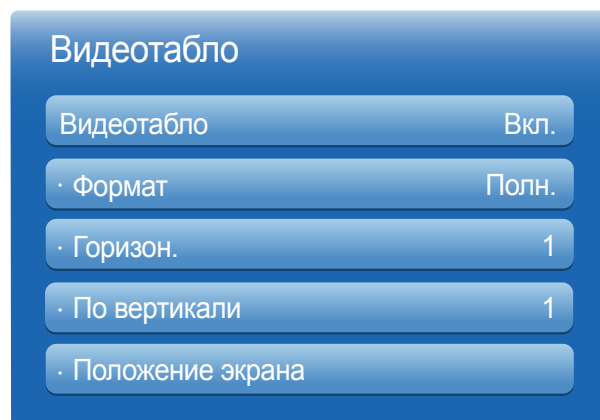 Видеотабло
Видеотабло Вкл.
· Формат Полн.
· Горизон. 1
· По вертикали 1
· Положение экрана